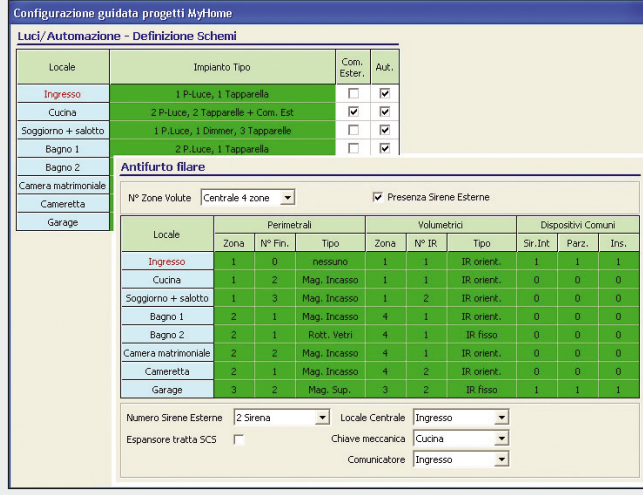 Configurazione guidata progetti MyHome
Luci/Automazione - Definizione Schemi
Locale Impianto Tipo Com. Ester. Aut.
Ingresso 1 P-Luce, 1 Tapparella
Cucina 2 P-Luce, 2 Tapparelle + Com. Est
Soggiorno + salotto 1 P.Luce, 1 Dimmer, 3 Tapparelle
Bagno 1 2 P.Luce, 1 Tapparella
Bagno 2
Camera matrimoniale
Cameretta
Garage
Antifurto filare
N° Zone Volute Centrale 4 zone Presenza Sirene Esterne
Locale Perimetrali Volumetrici Dispositivi Comuni
Zona N° Fin. Tipo Zona N° IR Tipo Sir.Int Parz. Ins.
Ingresso 1 0 nessuno 1 1 IR orient. 1 1 1
Cucina 1 2 Mag. Incasso 1 1 IR orient. 0 0 0
Soggiorno + salotto 1 3 Mag. Incasso 1 2 IR orient. 0 0 0
Bagno 1 2 1 Mag. Incasso 4 1 IR orient. 0 0 0
Bagno 2 2 1 Rott. Vetri 4 1 IR fisso 0 0 0
Camera matrimoniale 2 2 Mag. Incasso 4 1 IR orient. 0 0 0
Cameretta 2 1 Mag. Incasso 4 2 IR orient. 0 0 0
Garage 3 2 Mag. Sup. 3 2 IR fisso 1 1 1
Numero Sirene Esterne 2 Sirena Locale Centrale Ingresso
Espansore tratta SCS Chiave meccanica Cucina
Comunicatore Ingresso